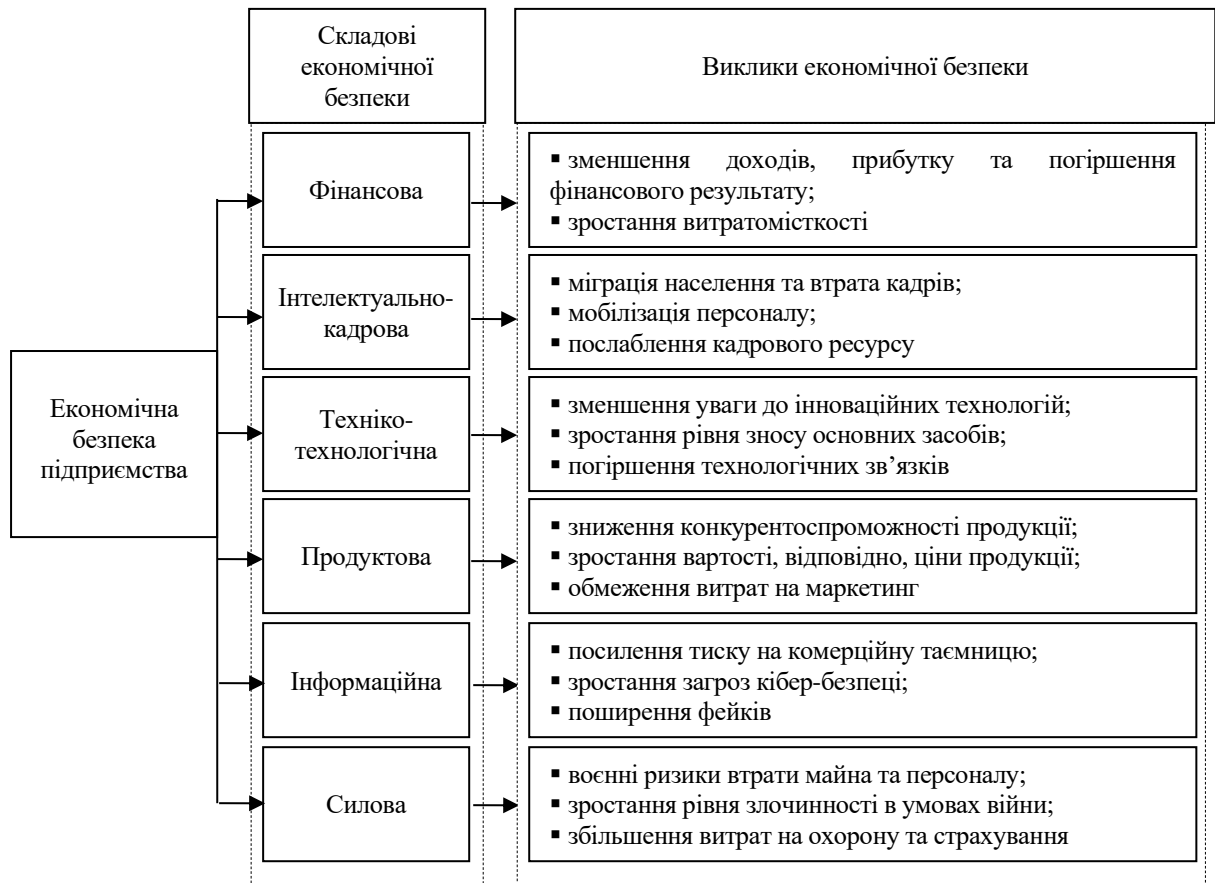 Складові
економічної
безпеки
Виклики економічної безпеки
Економічна
безпека
підприємства
Фінансова
▪ зменшення доходів, прибутку та погіршення
фінансового результату;
▪ зростання витратомісткості
Інтелектуально-
кадрова
▪ міграція населення та втрата кадрів;
▪ мобілізація персоналу;
▪ послаблення кадрового ресурсу
Техніко-
технологічна
▪ зменшення уваги до інноваційних технологій;
▪ зростання рівня зносу основних засобів;
▪ погіршення технологічних зв’язків
Продуктова
▪ зниження конкурентоспроможності продукції;
▪ зростання вартості, відповідно, ціни продукції;
▪ обмеження витрат на маркетинг
Інформаційна
▪ посилення тиску на комерційну таємницю;
▪ зростання загроз кібер-безпеці;
▪ поширення фейків
Силова
▪ воєнні ризики втрати майна та персоналу;
▪ зростання рівня злочинності в умовах війни;
▪ збільшення витрат на охорону та страхування